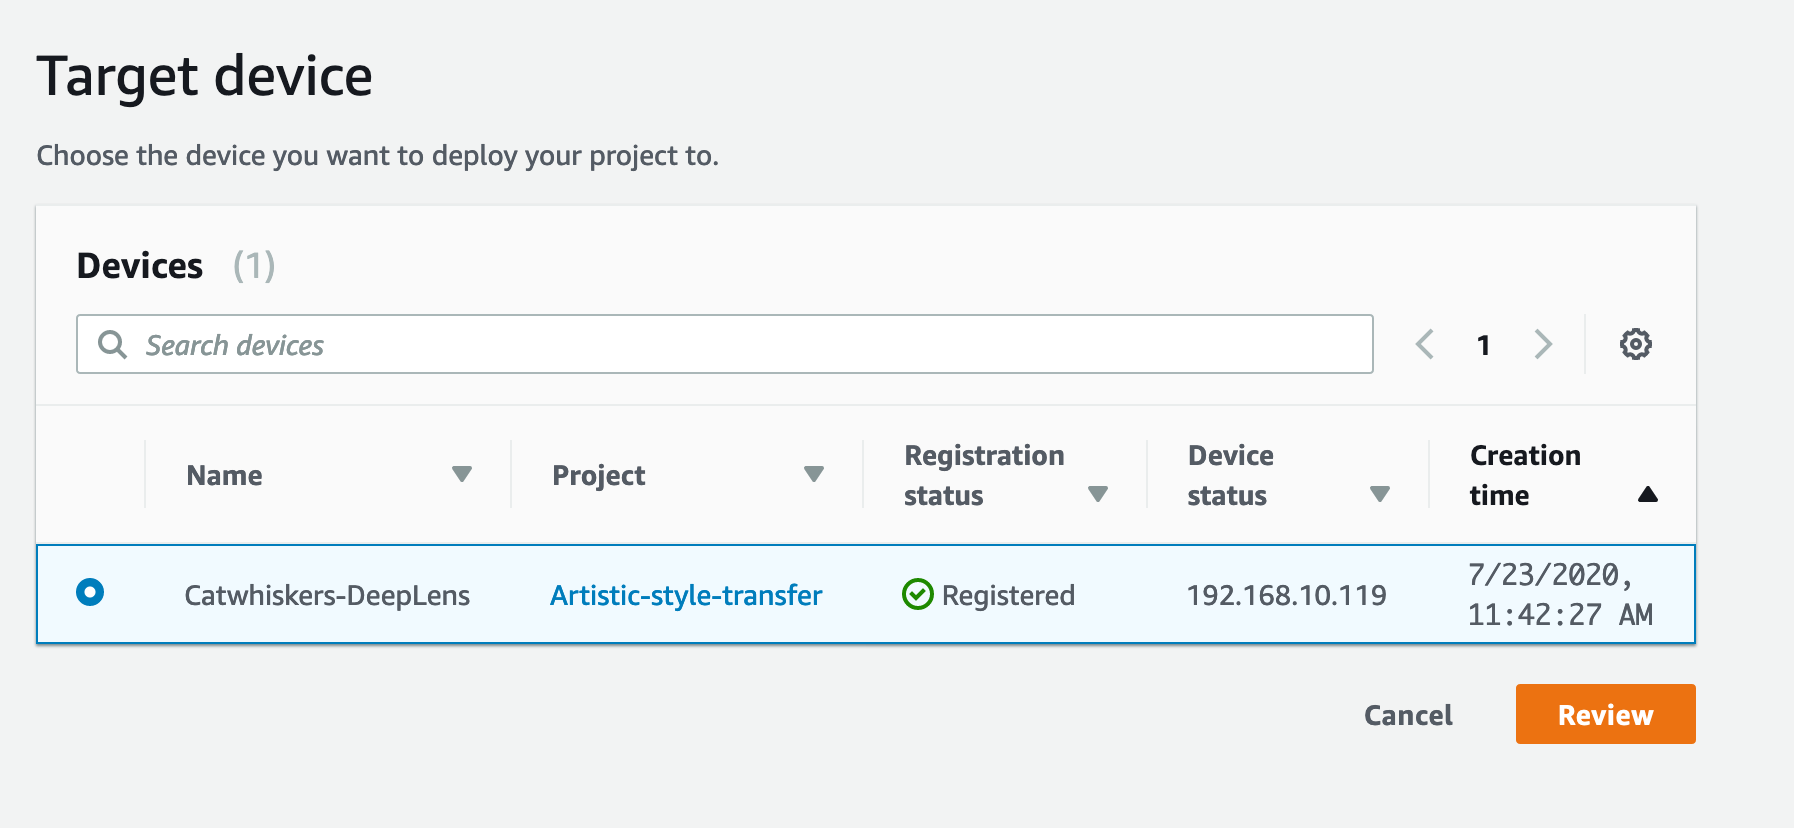 Target device
Choose the device you want to deploy your project to.
Devices (1)
Search devices
1
Name
Project
Registration status
Device status
Creation time
Catwhiskers-DeepLens
Artistic-style-transfer
Registered
192.168.10.119
7/23/2020,
11:42:27 AM
Cancel
Review